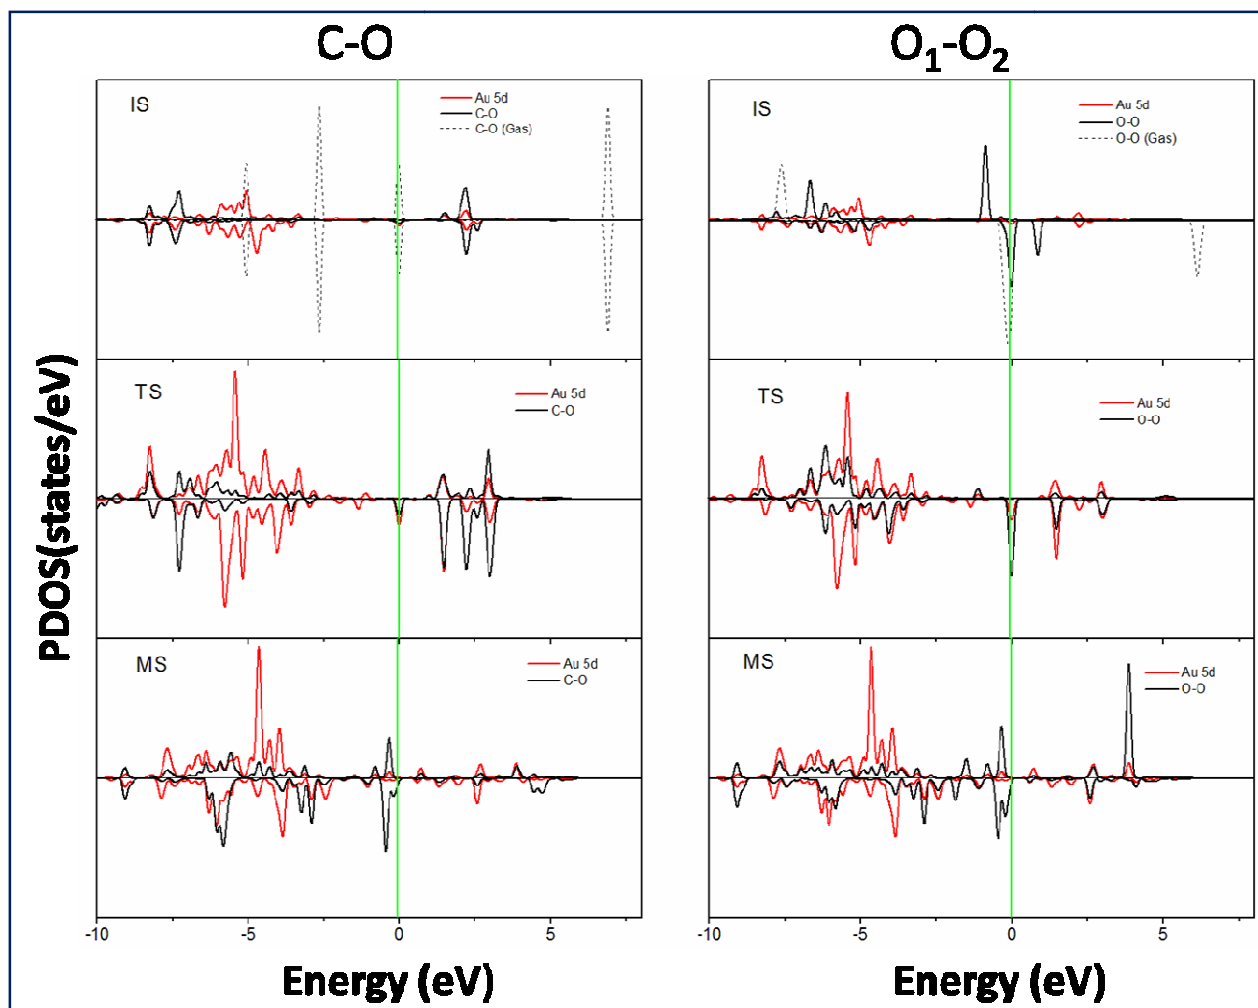 C-O
O₁-O₂
IS
Au 5d
C-O
C-O (Gas)
IS
Au 5d
O-O
O-O (Gas)
TS
Au 5d
C-O
TS
Au 5d
O-O
MS
Au 5d
C-O
MS
Au 5d
O-O
PDOS(states/eV)
-10 -5 0 5
-10 -5 0 5
Energy (eV)
Energy (eV)